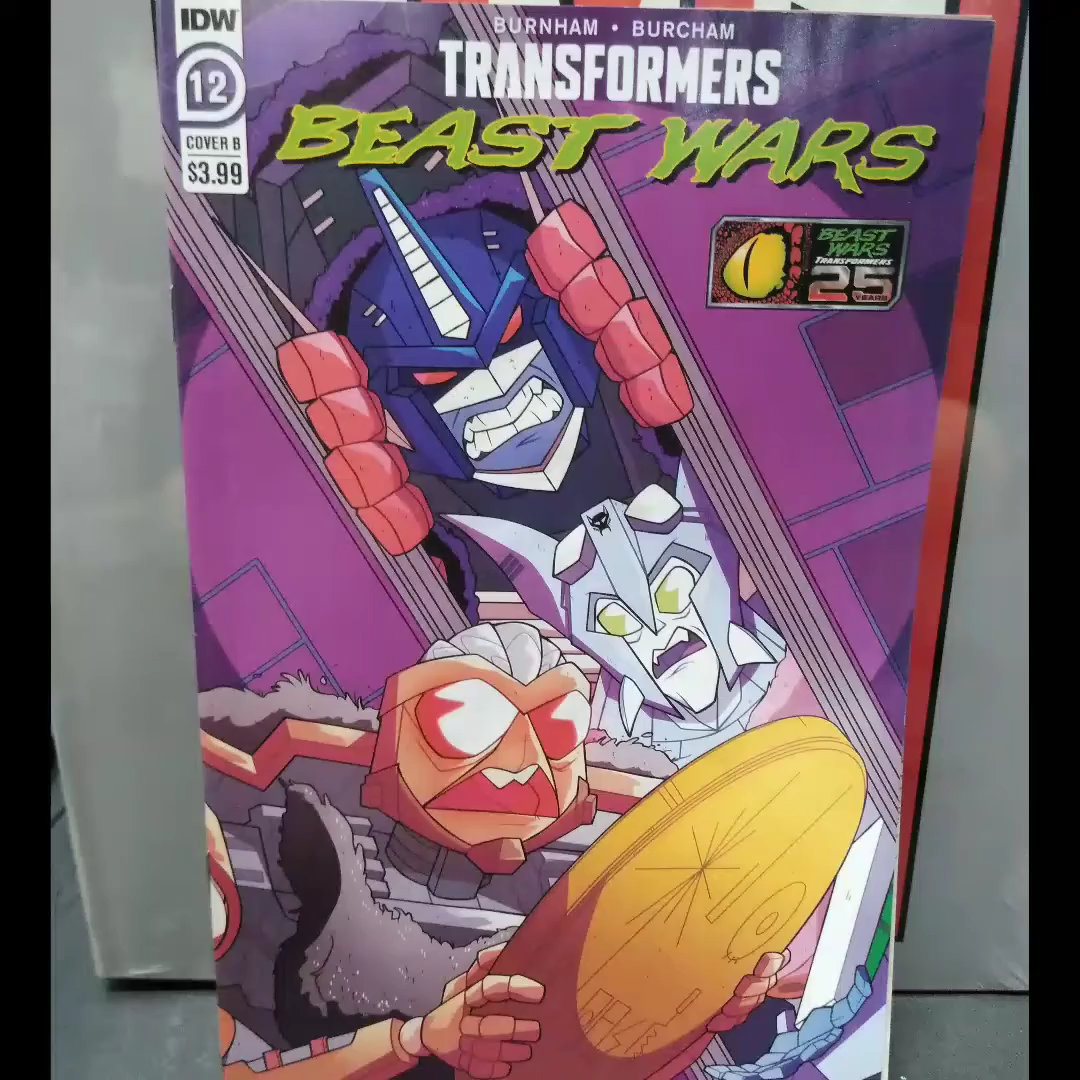 IDW
12
COVER B
$3.99
BURNHAM • BURCHAM
TRANSFORMERS
BEAST WARS
BEAST
WARS
TRANSFORMERS
25
YEARS